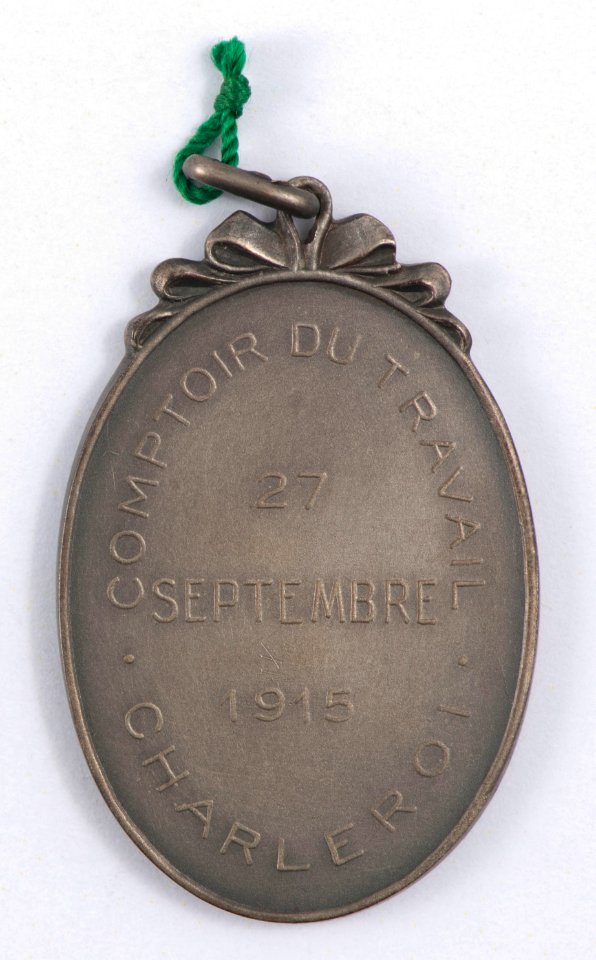 COMPTOIR DU TRAVAIL
27
SEPTEMBRE
1915
· CHARLEROI ·